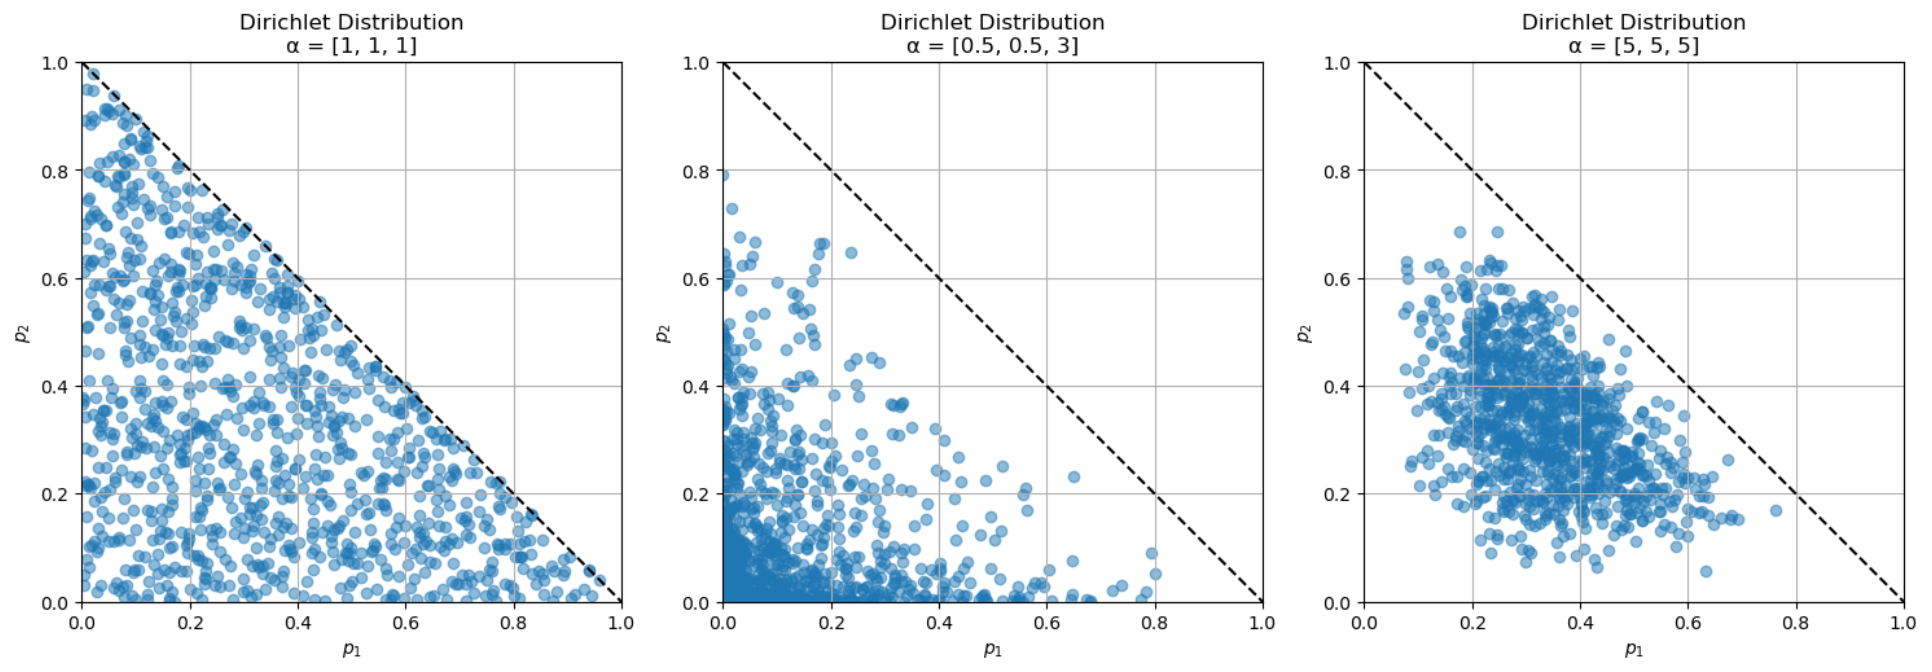 Dirichlet Distribution
α = [1, 1, 1]
1.0
0.8
0.6
0.4
0.2
0.0
p2
0.0 0.2 0.4 0.6 0.8 1.0
p1
Dirichlet Distribution
α = [0.5, 0.5, 3]
1.0
0.8
0.6
0.4
0.2
0.0
p2
0.0 0.2 0.4 0.6 0.8 1.0
p1
Dirichlet Distribution
α = [5, 5, 5]
1.0
0.8
0.6
0.4
0.2
0.0
p2
0.0 0.2 0.4 0.6 0.8 1.0
p1